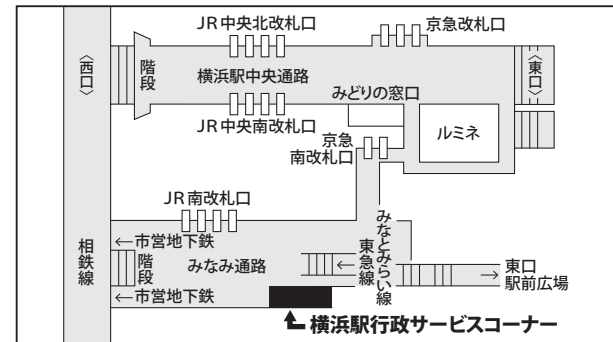 JR中央北改札口
京急改札口
〈西口〉
階段
横浜駅中央通路
〈東口〉
みどりの窓口
JR中央南改札口
京急
南改札口
ルミネ
JR南改札口
みなとみらい線
相鉄線
←市営地下鉄
階段
みなみ通路
←
東急線
→
東口
駅前広場
←市営地下鉄
横浜駅行政サービスコーナー